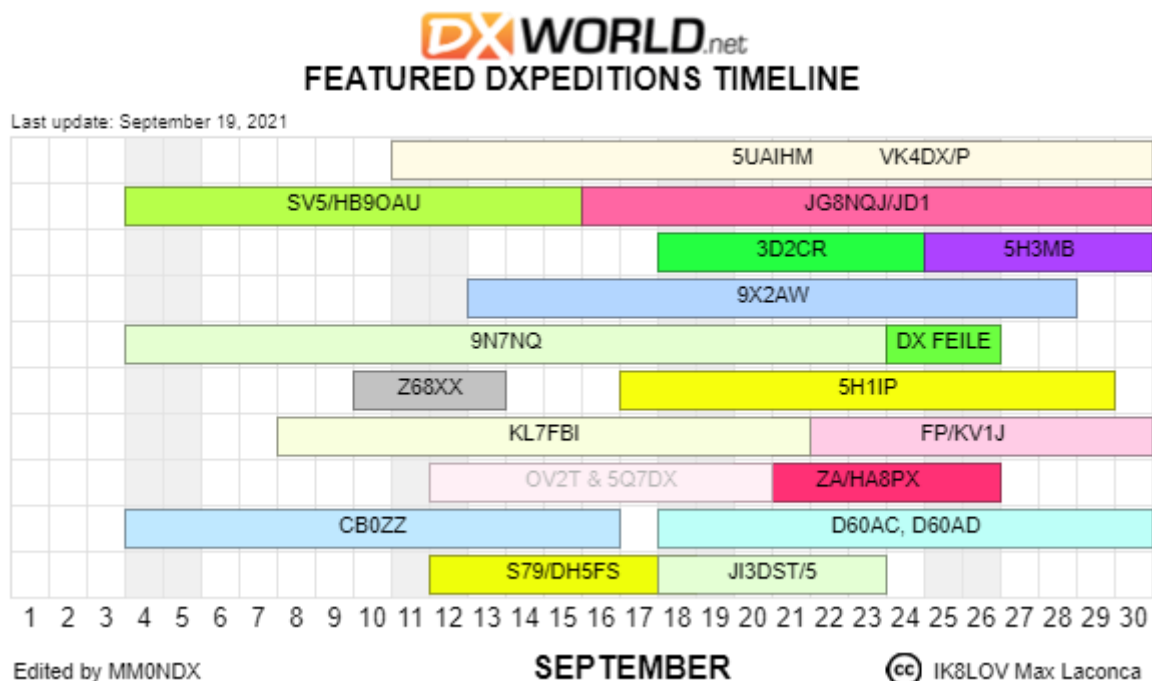 DX WORLD.net
FEATURED DXPEDITIONS TIMELINE
Last update: September 19, 2021
5UAIHM VK4DX/P
SV5/HB9OAU JG8NQJ/JD1
3D2CR 5H3MB
9X2AW
9N7NQ DX FEILE
Z68XX 5H1IP
KL7FBI FP/KV1J
OV2T & 5Q7DX ZA/HA8PX
CB0ZZ D60AC, D60AD
S79/DH5FS JI3DST/5
1 2 3 4 5 6 7 8 9 10 11 12 13 14 15 16 17 18 19 20 21 22 23 24 25 26 27 28 29 30
Edited by MM0NDX SEPTEMBER cc IK8LOV Max Laconca